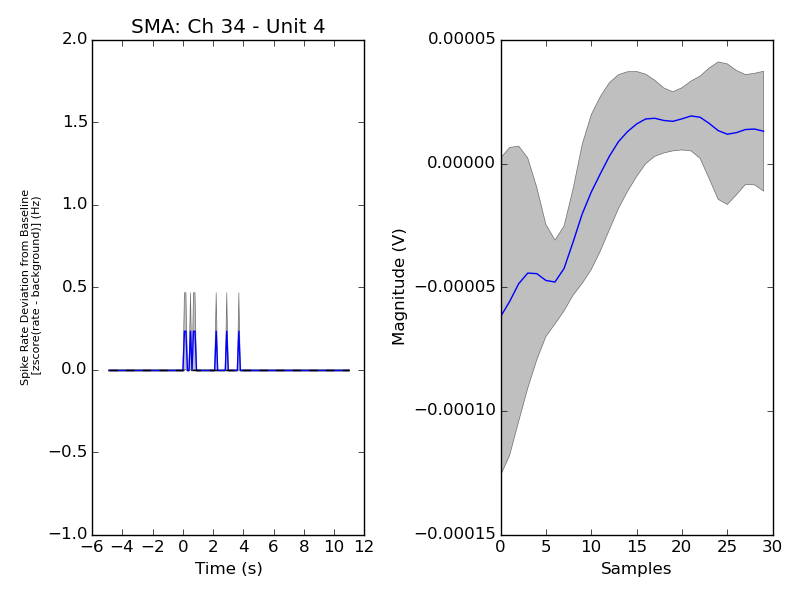 SMA: Ch 34 - Unit 4
2.0
1.5
1.0
0.5
0.0
−0.5
−1.0
Spike Rate Deviation from Baseline
[zscore(rate - background)] (Hz)
−6 −4 −2 0 2 4 6 8 10 12
Time (s)
0.00005
0.00000
−0.00005
−0.00010
−0.00015
Magnitude (V)
0 5 10 15 20 25 30
Samples